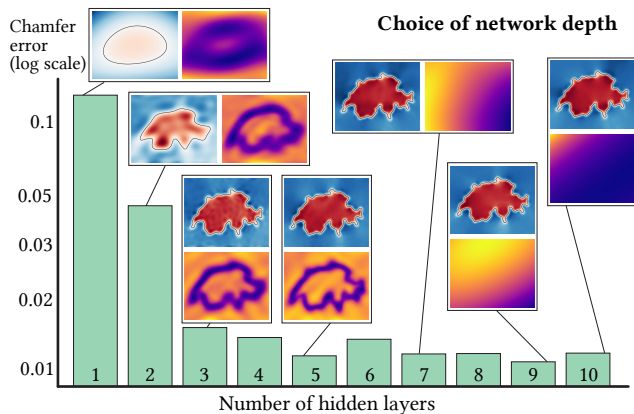 Choice of network depth
Chamfer
error
(log scale)
0.1
0.05
0.03
0.02
0.01
1 2 3 4 5 6 7 8 9 10
Number of hidden layers